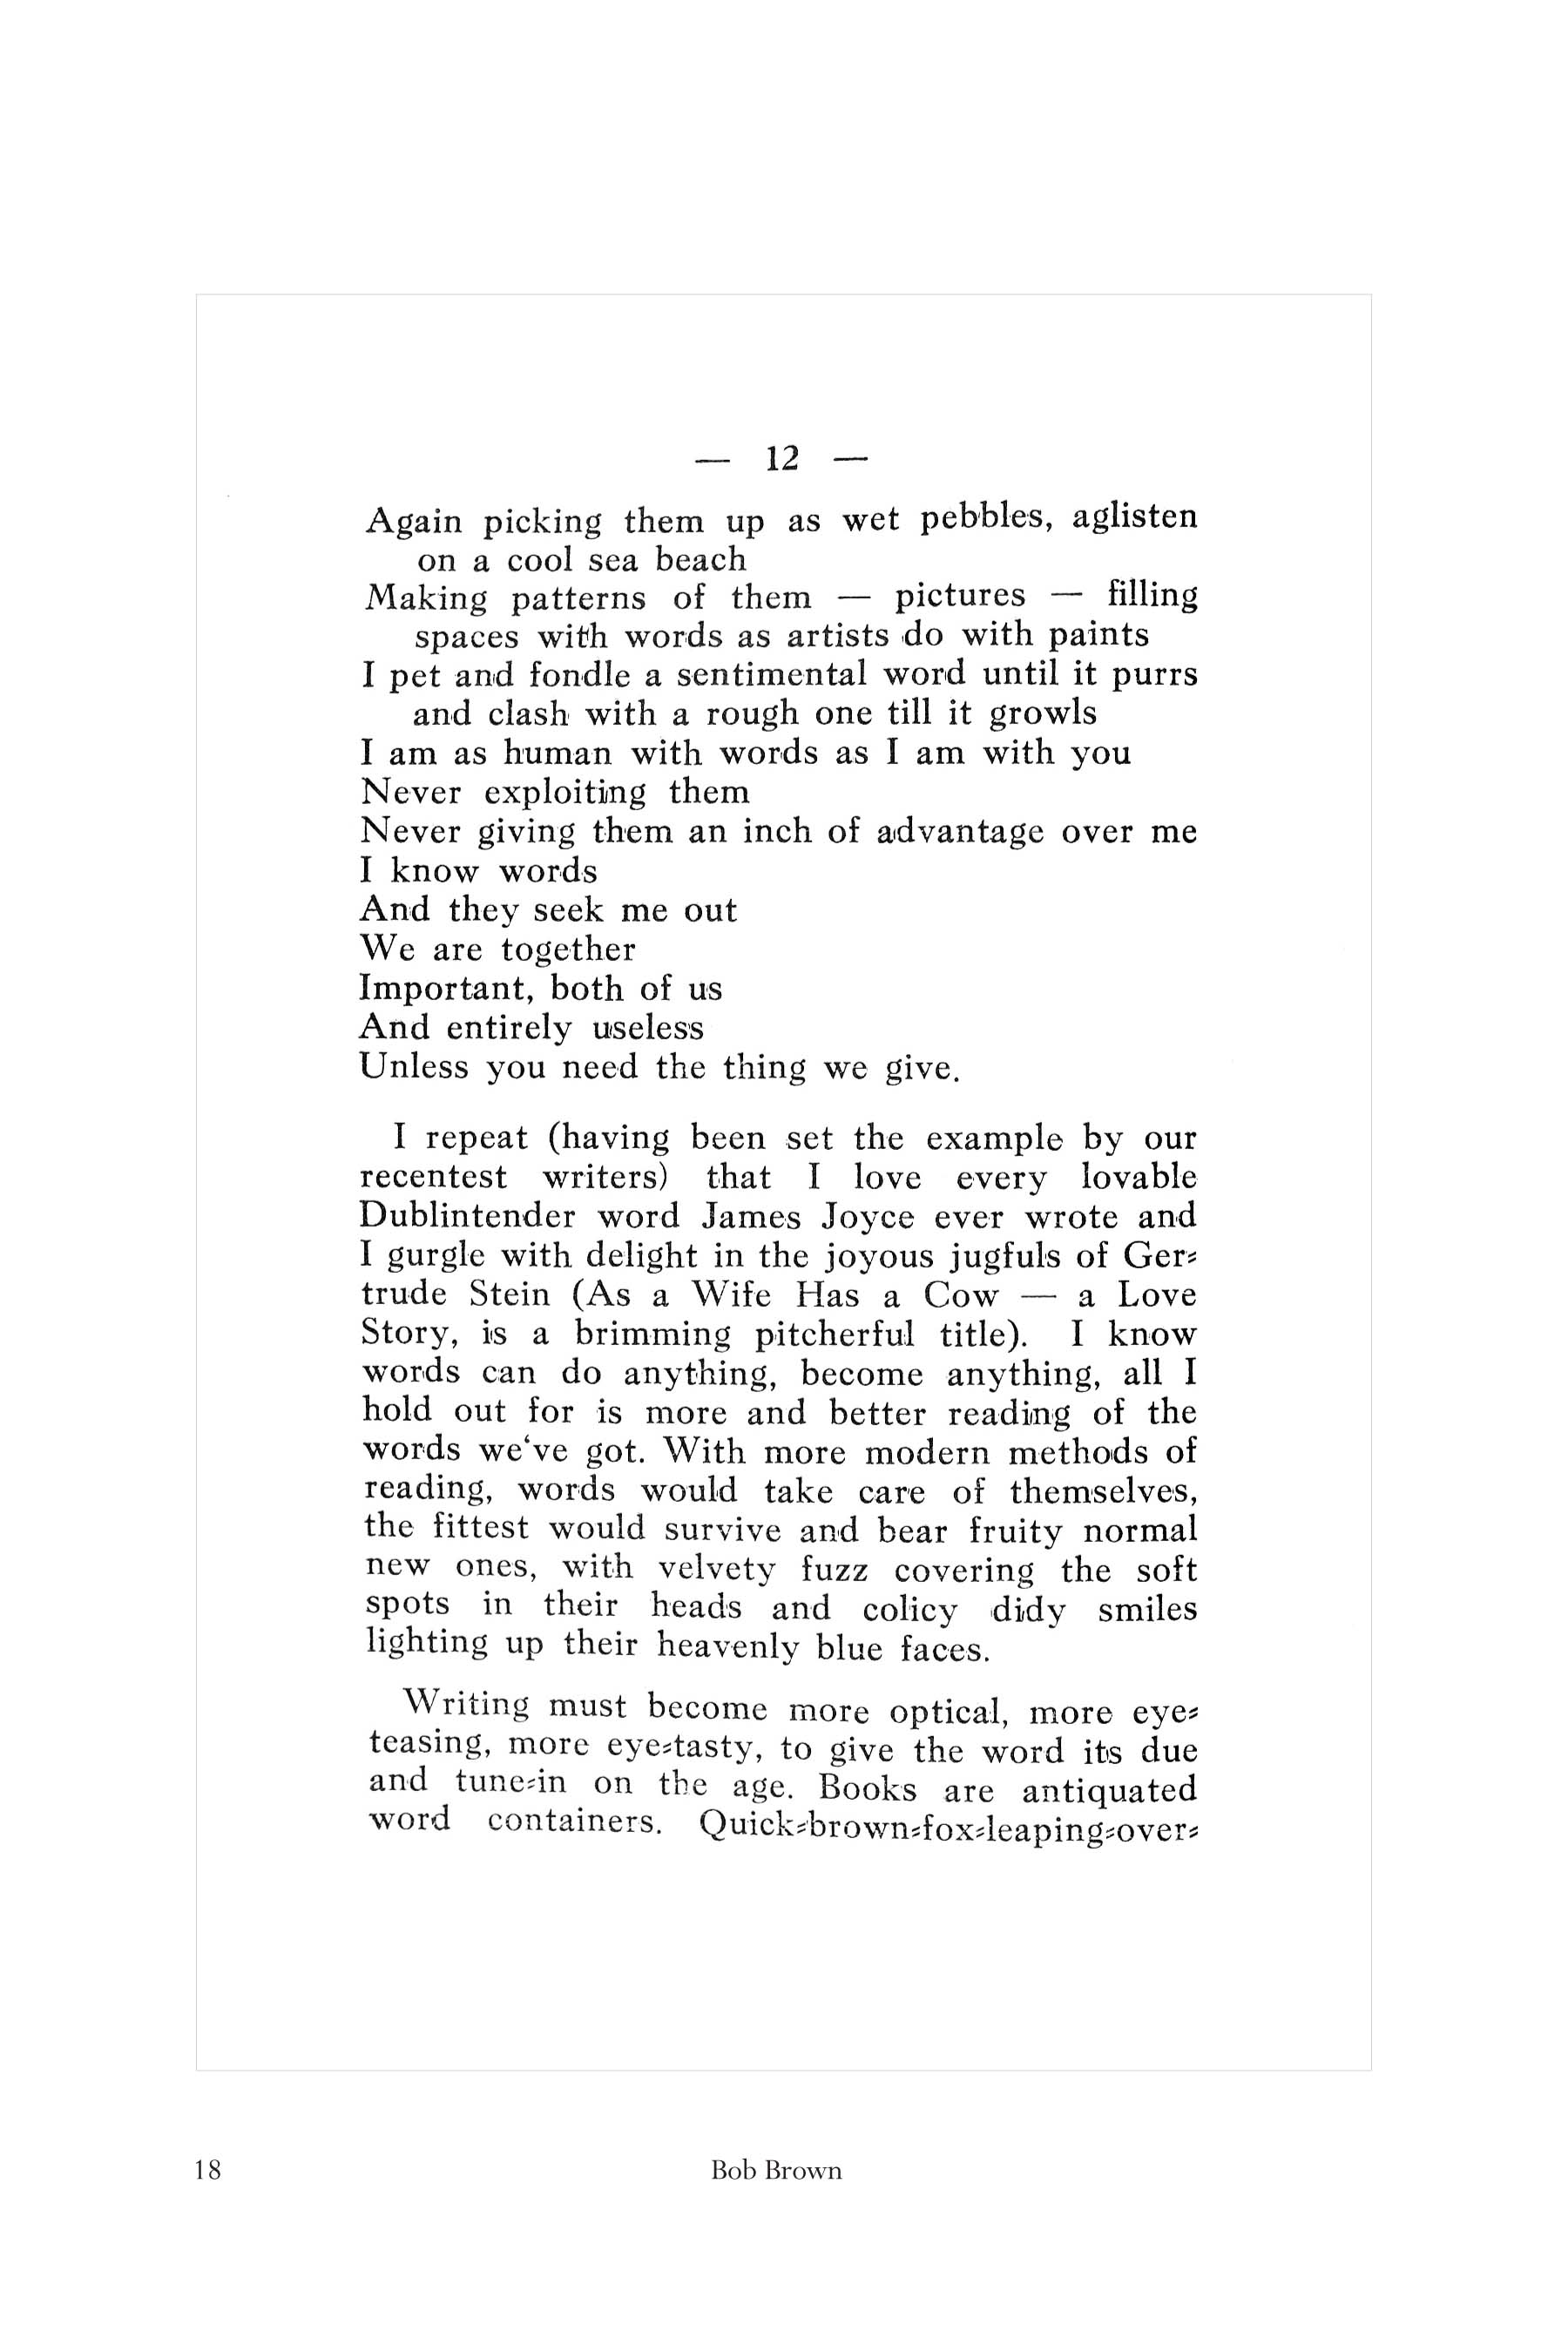 — 12 —
Again picking them up as wet pebbles, aglisten
on a cool sea beach
Making patterns of them — pictures — filling
spaces with words as artists do with paints
I pet and fondle a sentimental word until it purrs
and clash with a rough one till it growls
I am as human with words as I am with you
Never exploiting them
Never giving them an inch of advantage over me
I know words
And they seek me out
We are together
Important, both of us
And entirely useless
Unless you need the thing we give.
I repeat (having been set the example by our
recentest writers) that I love every lovable
Dublintender word James Joyce ever wrote and
I gurgle with delight in the joyous jugfuls of Ger-
trude Stein (As a Wife Has a Cow — a Love
Story, is a brimming pitcherful title). I know
words can do anything, become anything, all I
hold out for is more and better reading of the
words we‘ve got. With more modern methods of
reading, words would take care of themselves,
the fittest would survive and bear fruity normal
new ones, with velvety fuzz covering the soft
spots in their heads and colicy didy smiles
lighting up their heavenly blue faces.
Writing must become more optical, more eye-
teasing, more eye-tasty, to give the word its due
and tune-in on the age. Books are antiquated
word containers. Quick-brown-fox-leaping-over-
18 Bob Brown